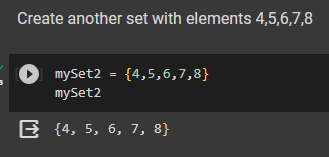 Create another set with elements 4,5,6,7,8
mySet2 = {4,5,6,7,8}
mySet2
{4, 5, 6, 7, 8}